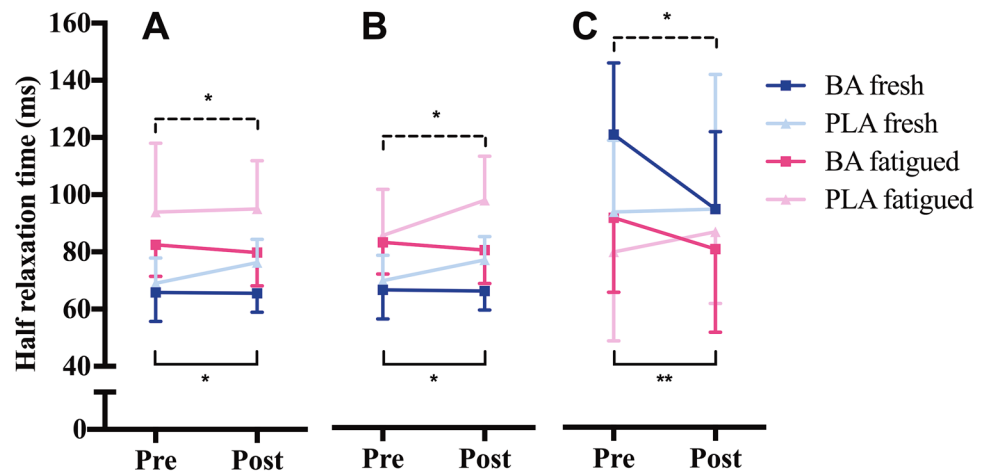 160
140
120
100
80
60
40
0
Half relaxation time (ms)
A
B
C
*
*
*
*
*
**
Pre
Post
Pre
Post
Pre
Post
BA fresh
PLA fresh
BA fatigued
PLA fatigued